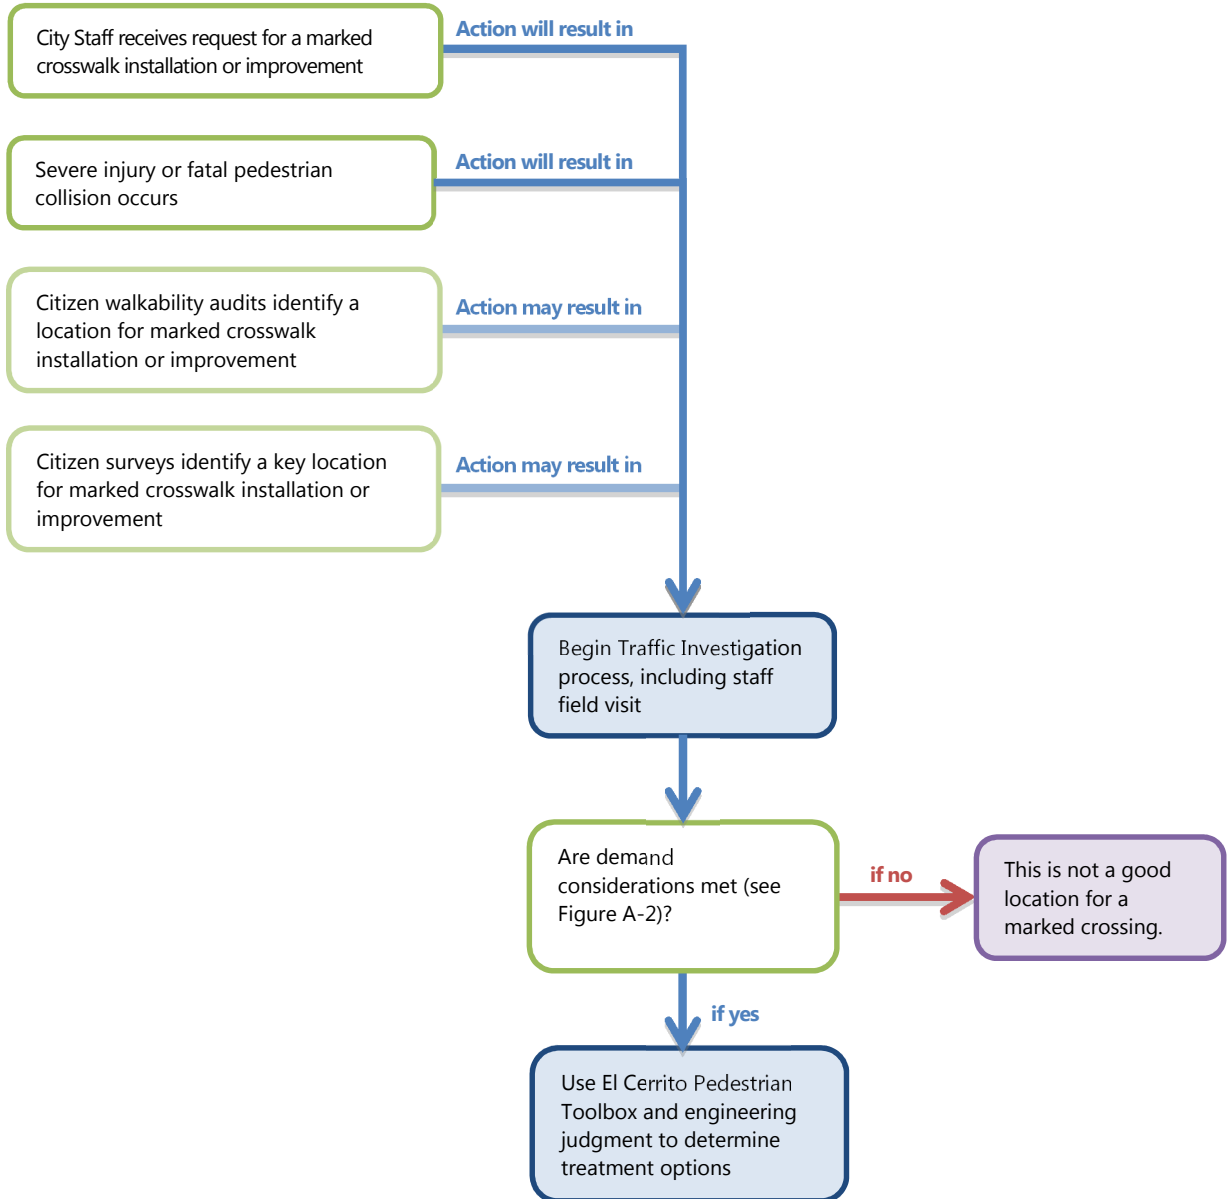 City Staff receives request for a marked
crosswalk installation or improvement
Action will result in
Severe injury or fatal pedestrian
collision occurs
Action will result in
Citizen walkability audits identify a
location for marked crosswalk
installation or improvement
Action may result in
Citizen surveys identify a key location
for marked crosswalk installation or
improvement
Action may result in
Begin Traffic Investigation
process, including staff
field visit
Are demand
considerations met (see
Figure A-2)?
if no
This is not a good
location for a
marked crossing.
if yes
Use El Cerrito Pedestrian
Toolbox and engineering
judgment to determine
treatment options